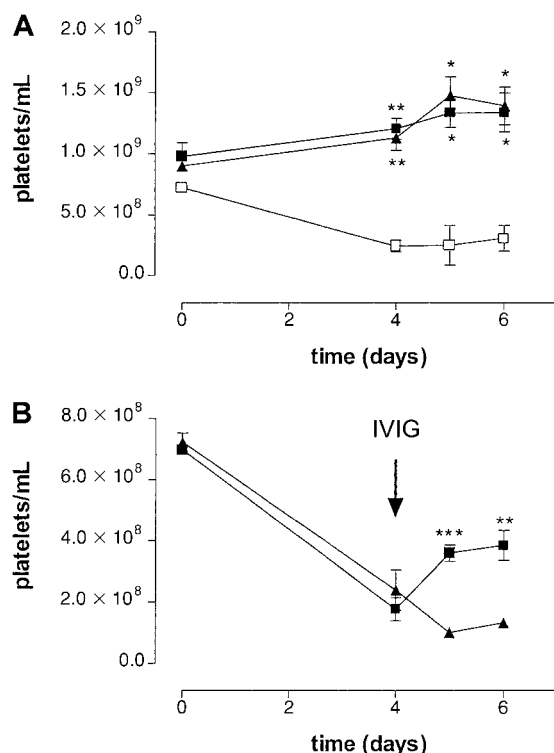 A
2.0 × 10⁹
1.5 × 10⁹
1.0 × 10⁹
5.0 × 10⁸
0.0
platelets/mL
* *
** **
* *
0 2 4 6
time (days)
B
8.0 × 10⁸
6.0 × 10⁸
4.0 × 10⁸
2.0 × 10⁸
0.0
platelets/mL
IVIG
*** **
0 2 4 6
time (days)